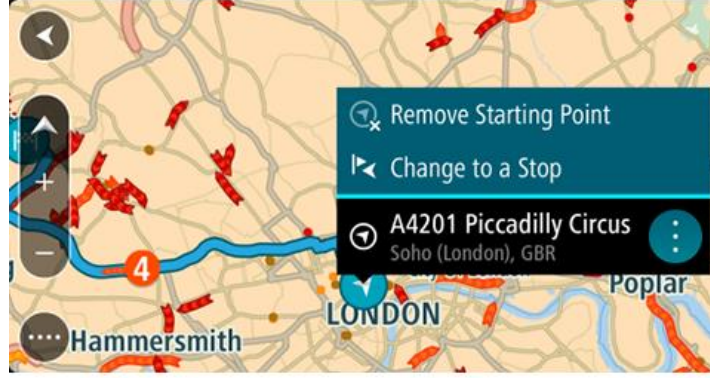 Remove Starting Point
Change to a Stop
A4201 Piccadilly Circus
Soho (London), GBR
4
Poplar
LONDON
Hammersmith